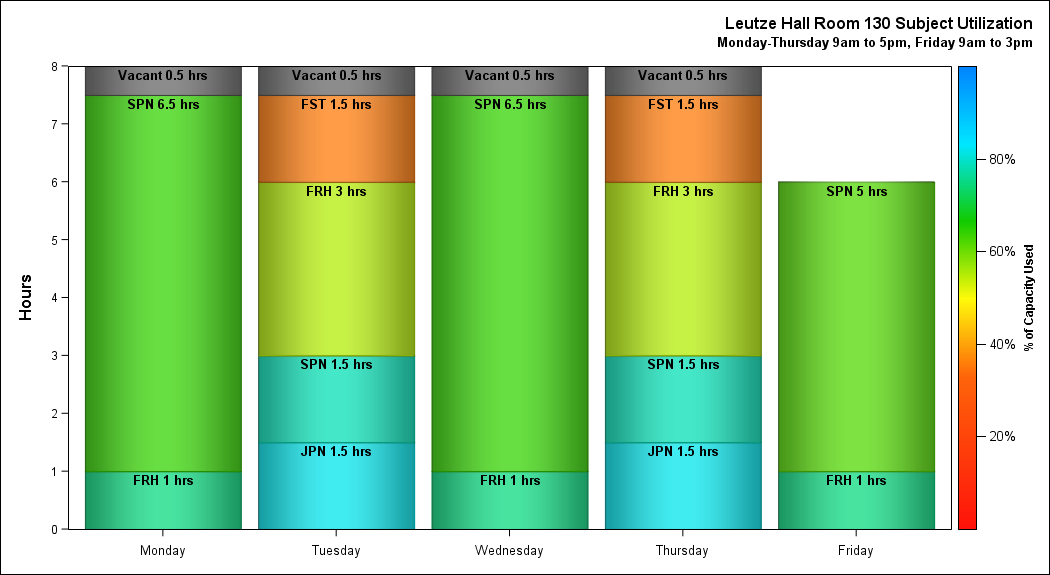 Leutze Hall Room 130 Subject Utilization
Monday-Thursday 9am to 5pm, Friday 9am to 3pm
8
7
6
5
4
3
2
1
0
Hours
Vacant 0.5 hrs
SPN 6.5 hrs
FRH 1 hrs
Monday
Vacant 0.5 hrs
FST 1.5 hrs
FRH 3 hrs
SPN 1.5 hrs
JPN 1.5 hrs
Tuesday
Vacant 0.5 hrs
SPN 6.5 hrs
FRH 1 hrs
Wednesday
Vacant 0.5 hrs
FST 1.5 hrs
FRH 3 hrs
SPN 1.5 hrs
JPN 1.5 hrs
Thursday
SPN 5 hrs
FRH 1 hrs
Friday
80%
60%
40%
20%
% of Capacity Used